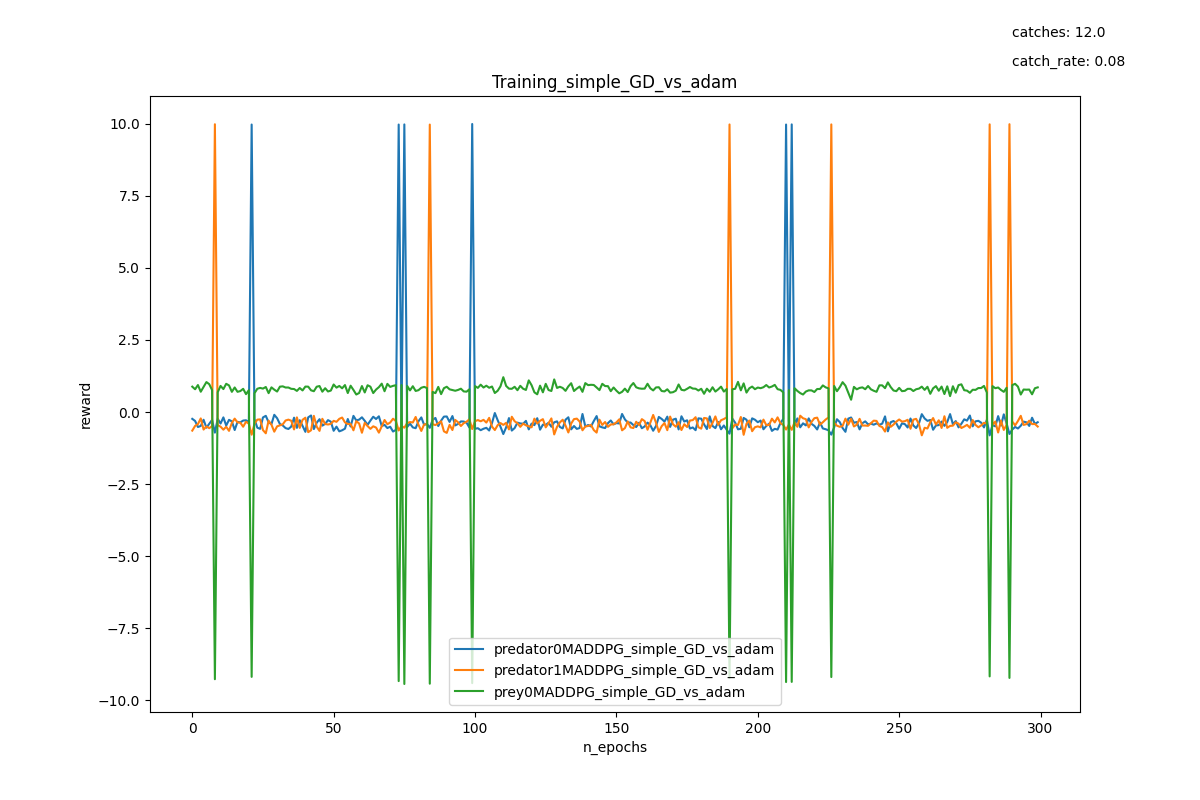 catches: 12.0
catch_rate: 0.08
Training_simple_GD_vs_adam
10.0
7.5
5.0
2.5
0.0
−2.5
−5.0
−7.5
−10.0
reward
predator0MADDPG_simple_GD_vs_adam
predator1MADDPG_simple_GD_vs_adam
prey0MADDPG_simple_GD_vs_adam
0 50 100 150 200 250 300
n_epochs